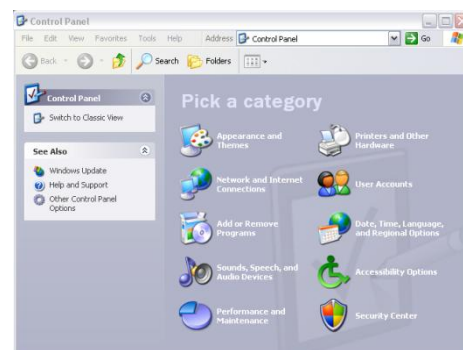 Control Panel
File Edit View Favorites Tools Help Address Control Panel Go
Back Search Folders
Control Panel
Switch to Classic View
See Also
Windows Update
Help and Support
Other Control Panel
Options
Pick a category
Appearance and
Themes
Printers and Other
Hardware
Network and Internet
Connections
User Accounts
Add or Remove
Programs
Date, Time, Language,
and Regional Options
Sounds, Speech, and
Audio Devices
Accessibility Options
Performance and
Maintenance
Security Center